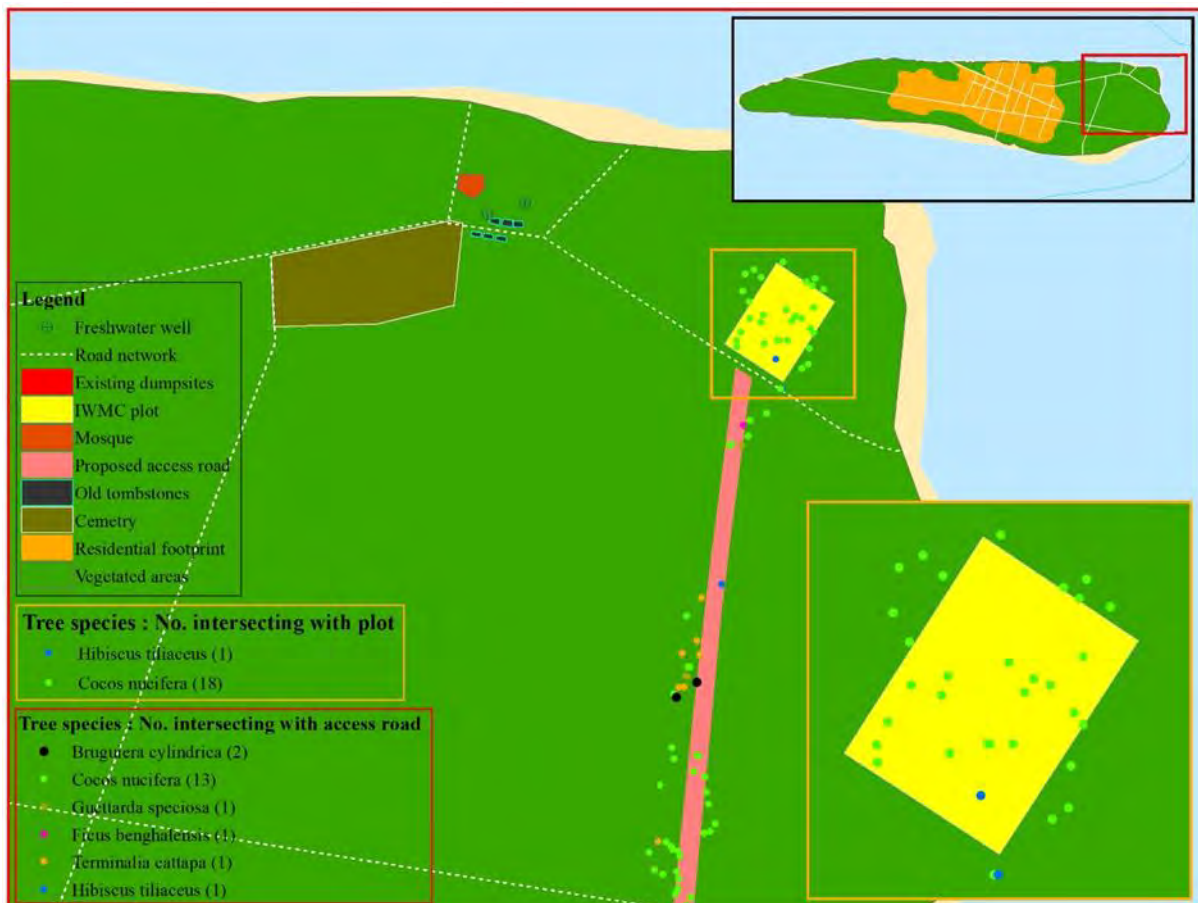 Legend
Freshwater well
Road network
Existing dumpsites
IWMC plot
Mosque
Proposed access road
Old tombstones
Cemetry
Residential footprint
Vegetated areas
Tree species : No. intersecting with plot
Hibiscus tiliaceus (1)
Cocos nucifera (18)
Tree species : No. intersecting with access road
Bruguiera cylindrica (2)
Cocos nucifera (13)
Guettarda speciosa (1)
Ficus benghalensis (1)
Terminalia cattapa (1)
Hibiscus tiliaceus (1)